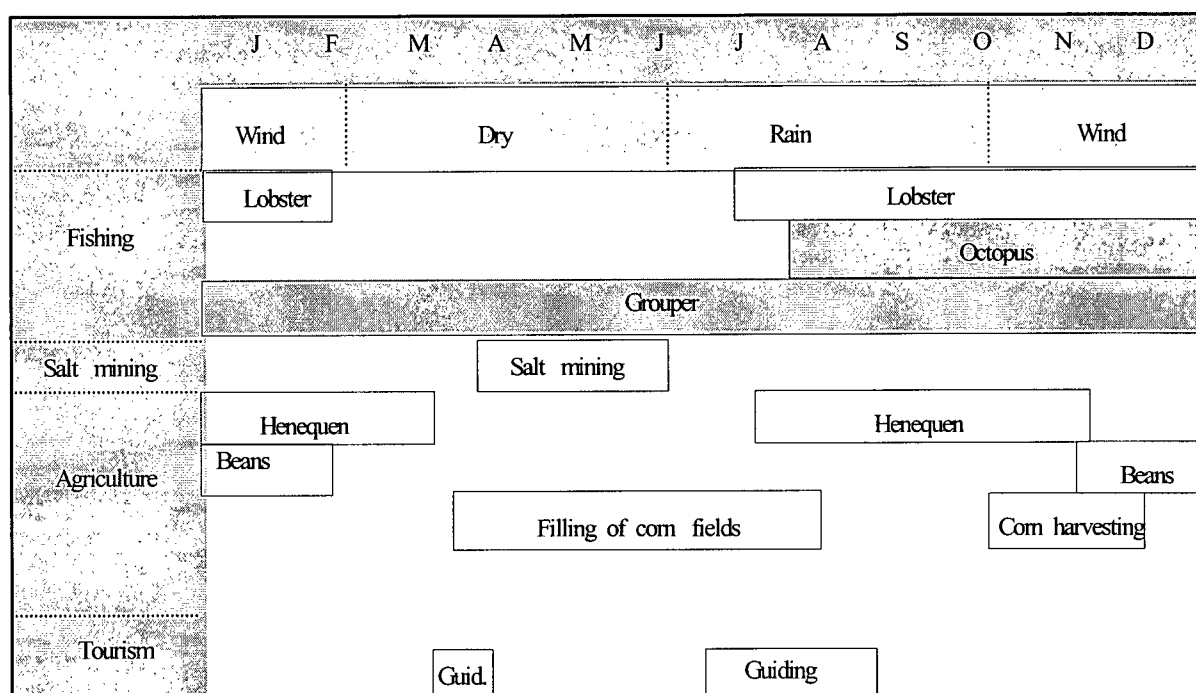 J F M A M J J A S O N D
Wind Dry Rain Wind
Lobster Lobster
Fishing
Octopus
Grouper
Salt mining Salt mining
Henequen Henequen
Beans
Agriculture Beans
Filling of corn fields Corn harvesting
Tourism
Guid. Guiding